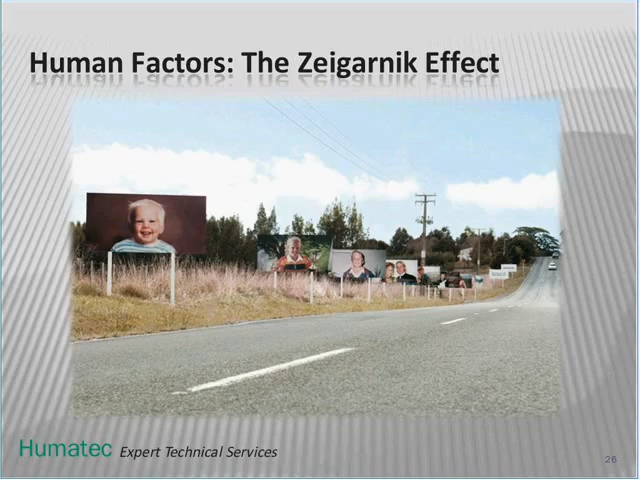 Human Factors: The Zeigarnik Effect
Humatec Expert Technical Services
26